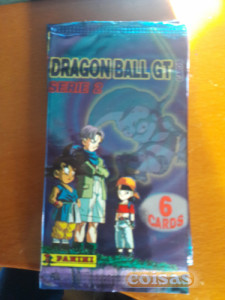 DRAGON BALL GT
SERIE 2
6
CARDS
PANINI
coisas